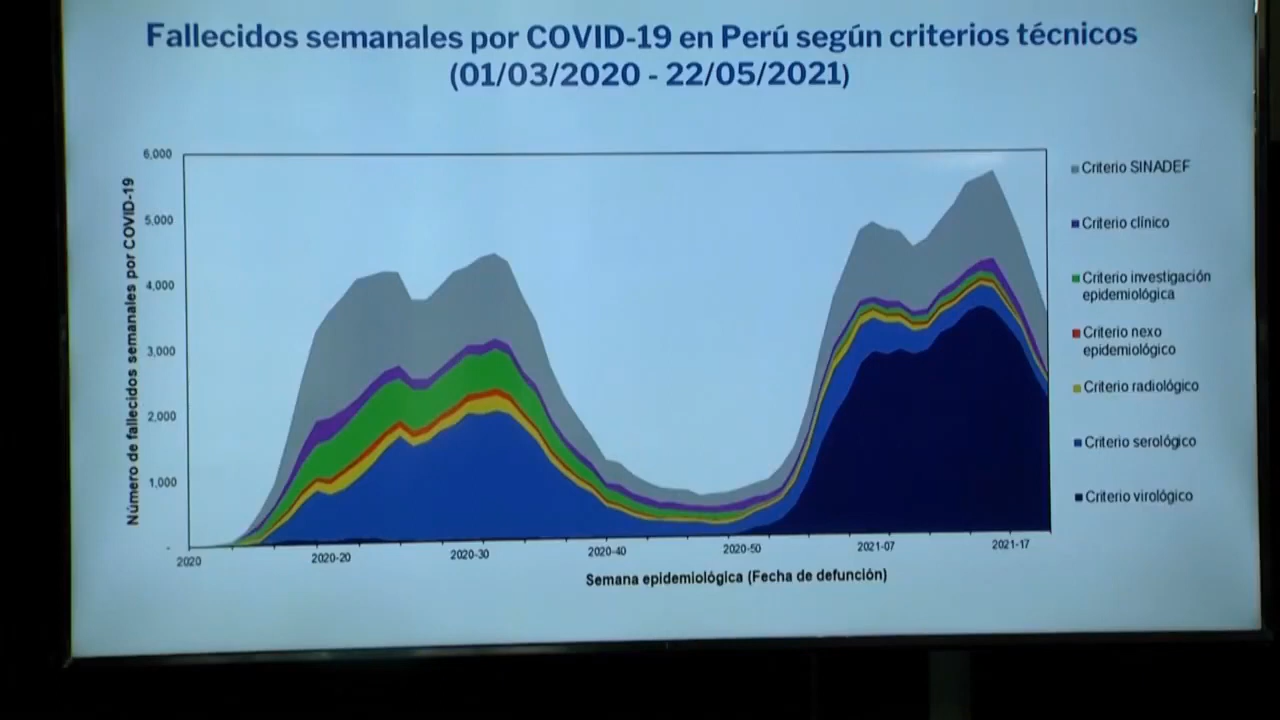 Fallecidos semanales por COVID-19 en Perú según criterios técnicos
(01/03/2020 - 22/05/2021)
Número de fallecidos semanales por COVID-19
6,000
5,000
4,000
3,000
2,000
1,000
-
2020
2020-20
2020-30
2020-40
2020-50
2021-07
2021-17
Semana epidemiológica (Fecha de defunción)
Criterio SINADEF
Criterio clínico
Criterio investigación
epidemiológica
Criterio nexo
epidemiológico
Criterio radiológico
Criterio serológico
Criterio virológico